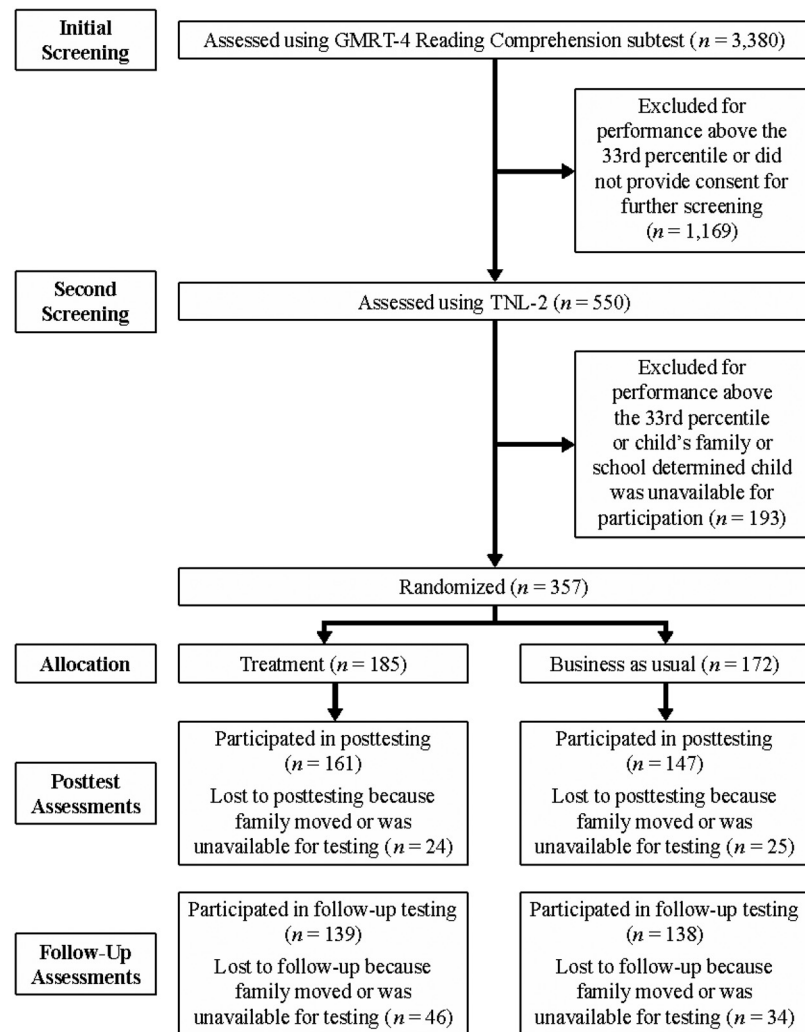 Initial
Screening
Assessed using GMRT-4 Reading Comprehension subtest (n = 3,380)
Excluded for
performance above the
33rd percentile or did
not provide consent for
further screening
(n = 1,169)
Second
Screening
Assessed using TNL-2 (n = 550)
Excluded for
performance above
the 33rd percentile
or child's family or
school determined child
was unavailable for
participation (n = 193)
Randomized (n = 357)
Allocation
Treatment (n = 185)
Business as usual (n = 172)
Posttest
Assessments
Participated in posttesting
(n = 161)
Lost to posttesting because
family moved or was
unavailable for testing (n = 24)
Participated in posttesting
(n = 147)
Lost to posttesting because
family moved or was
unavailable for testing (n = 25)
Follow-Up
Assessments
Participated in follow-up testing
(n = 139)
Lost to follow-up because
family moved or was
unavailable for testing (n = 46)
Participated in follow-up testing
(n = 138)
Lost to follow-up because
family moved or was
unavailable for testing (n = 34)